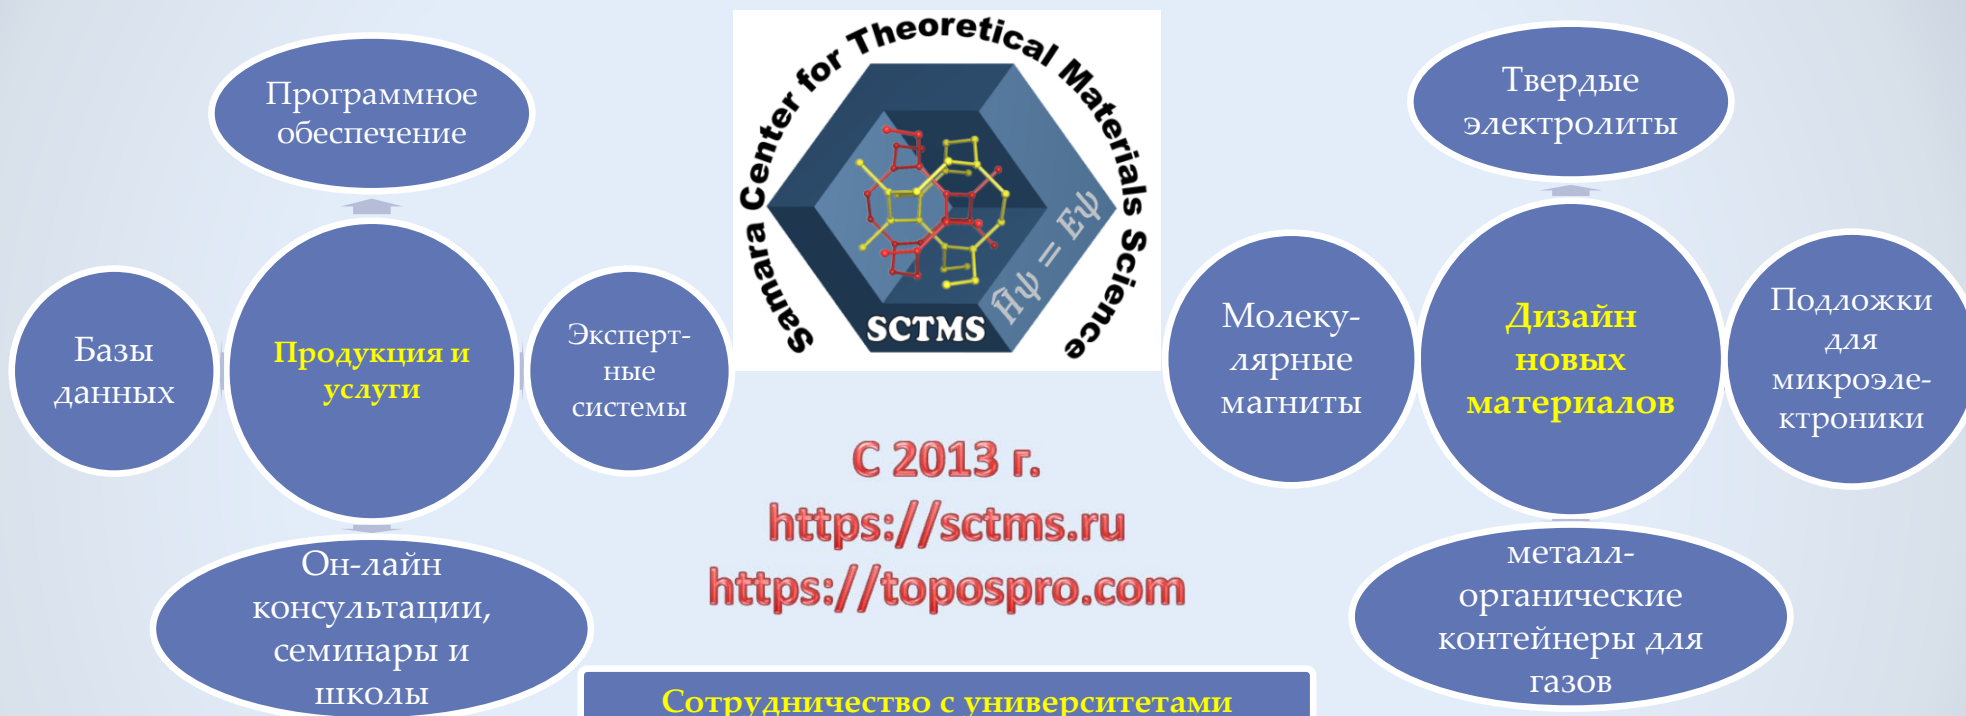 Программное
обеспечение
Базы
данных
Продукция и
услуги
Эксперт-
ные
системы
Он-лайн
консультации,
семинары и
школы
Samara Center for Theoretical Materials Science
Ĥψ = Eψ
SCTMS
С 2013 г.
https://sctms.ru
https://topospro.com
Сотрудничество с университетами
Твердые
электролиты
Молеку-
лярные
магниты
Дизайн
новых
материалов
Подложки
для
микроэле-
ктроники
металл-
органические
контейнеры для
газов